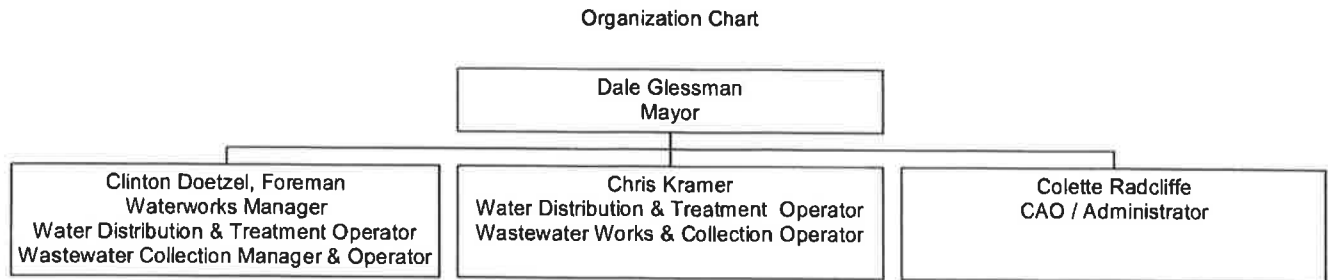 Organization Chart
Dale Glessman
Mayor
Clinton Doetzel, Foreman
Waterworks Manager
Water Distribution & Treatment Operator
Wastewater Collection Manager & Operator
Chris Kramer
Water Distribution & Treatment Operator
Wastewater Works & Collection Operator
Colette Radcliffe
CAO / Administrator